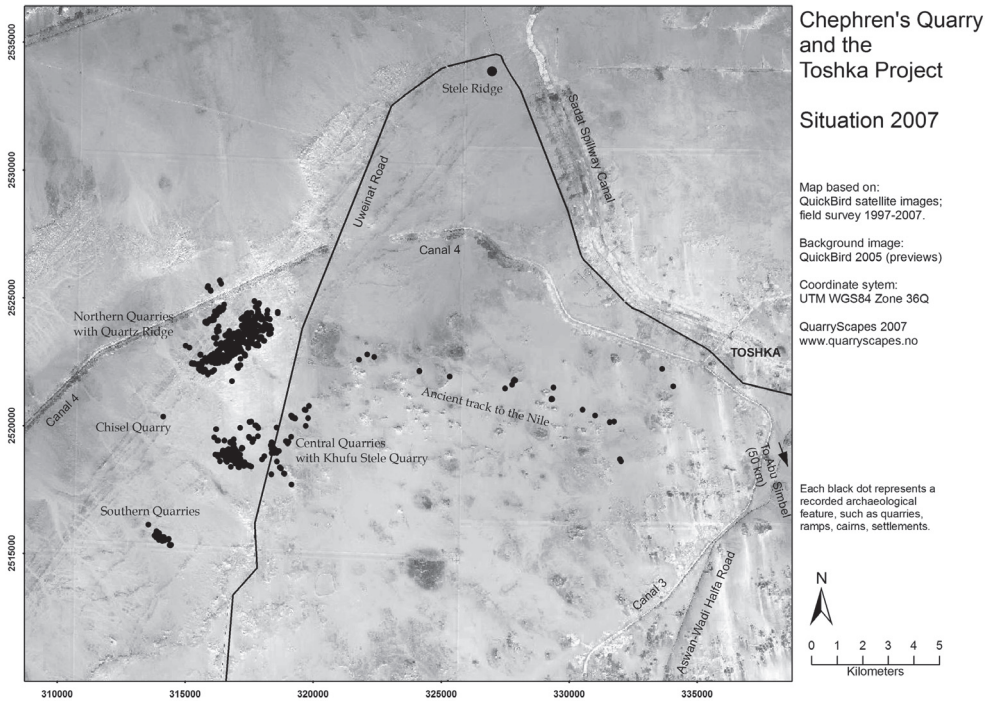 Chephren's Quarry
and the
Toshka Project
Situation 2007
Map based on:
QuickBird satellite images;
field survey 1997-2007.
Background image:
QuickBird 2005 (previews)
Coordinate sytem:
UTM WGS84 Zone 36Q
QuarryScapes 2007
www.quarryscapes.no
Each black dot represents a
recorded archaeological
feature, such as quarries,
ramps, cairns, settlements.
N
0 1 2 3 4 5
Kilometers
2535000
2530000
2525000
2520000
2515000
310000 315000 320000 325000 330000 335000
Stele Ridge
Sadat Spillway Canal
Uweinat Road
Canal 4
Northern Quarries
with Quartz Ridge
TOSHKA
Ancient track to the Nile
Canal 4
Chisel Quarry
Central Quarries
with Khufu Stele Quarry
To Abu Simbel
(50 km)
Southern Quarries
Canal 3
Aswan-Wadi Halfa Road